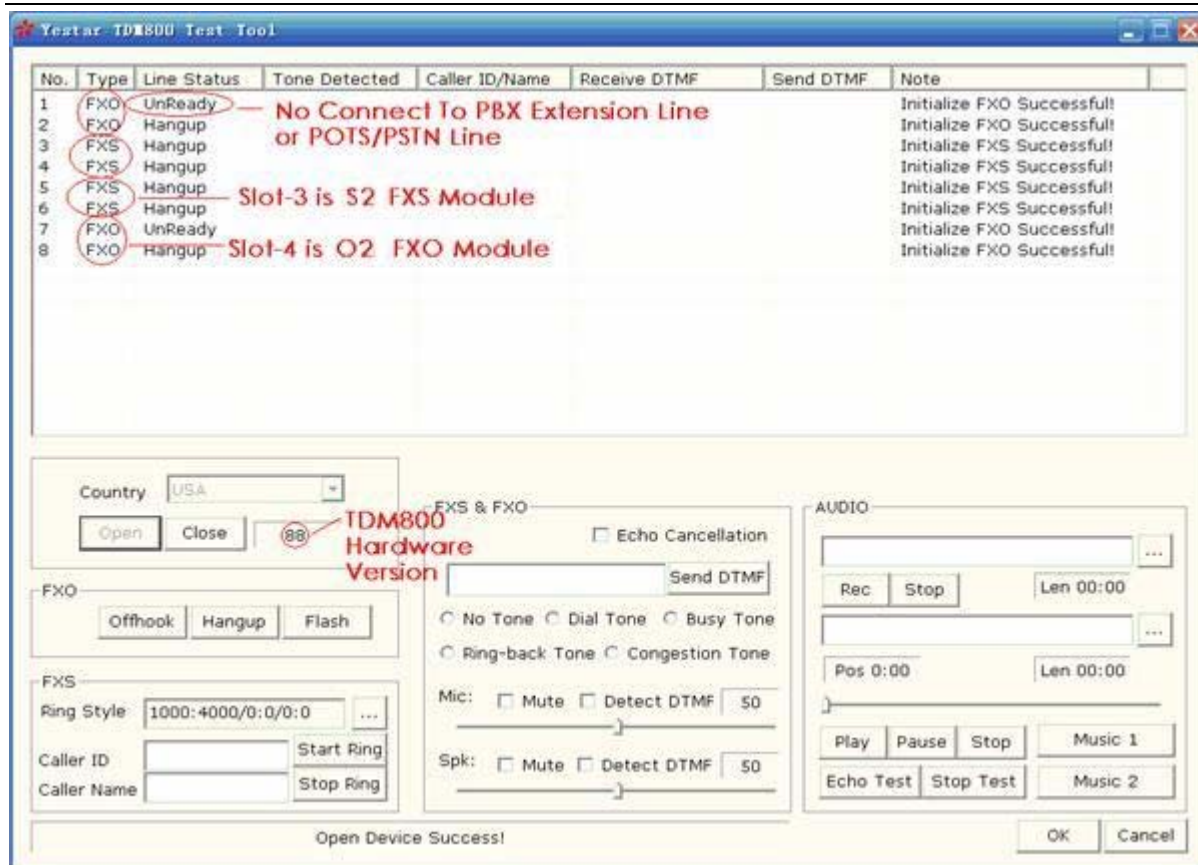 Yestar TDM800 Test Tool
No. Type Line Status Tone Detected Caller ID/Name Receive DTMF Send DTMF Note
1 FXO UnReady Initialize FXO Successful!
2 FXO Hangup Initialize FXO Successful!
3 FXS Hangup Initialize FXS Successful!
4 FXS Hangup Initialize FXS Successful!
5 FXS Hangup Initialize FXS Successful!
6 FXS Hangup Initialize FXS Successful!
7 FXO UnReady Initialize FXO Successful!
8 FXO Hangup Initialize FXO Successful!
No Connect To PBX Extension Line
or POTS/PSTN Line
Slot-3 is S2 FXS Module
Slot-4 is O2 FXO Module
Country USA
Open Close 88
TDM800
Hardware
Version
FXO
Offhook Hangup Flash
FXS
Ring Style 1000:4000/0:0/0:0 ...
Caller ID Start Ring
Caller Name Stop Ring
FXS & FXO
Echo Cancellation
Send DTMF
No Tone Dial Tone Busy Tone
Ring-back Tone Congestion Tone
Mic: Mute Detect DTMF 50
Spk: Mute Detect DTMF 50
AUDIO
...
Rec Stop Len 00:00
...
Pos 0:00 Len 00:00
Play Pause Stop Music 1
Echo Test Stop Test Music 2
Open Device Success!
OK Cancel